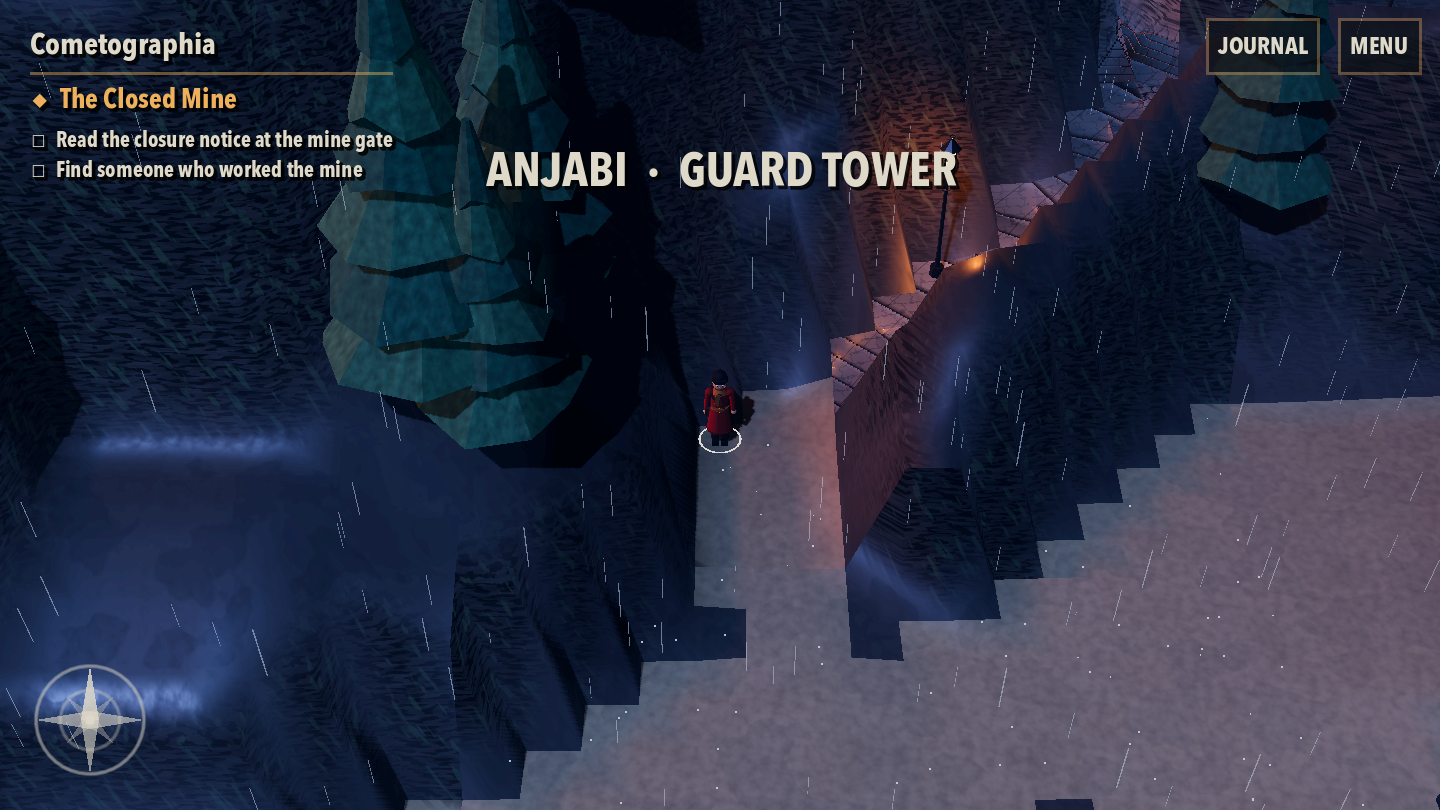 Cometographia
JOURNAL
MENU
The Closed Mine
Read the closure notice at the mine gate
Find someone who worked the mine
ANJABI · GUARD TOWER